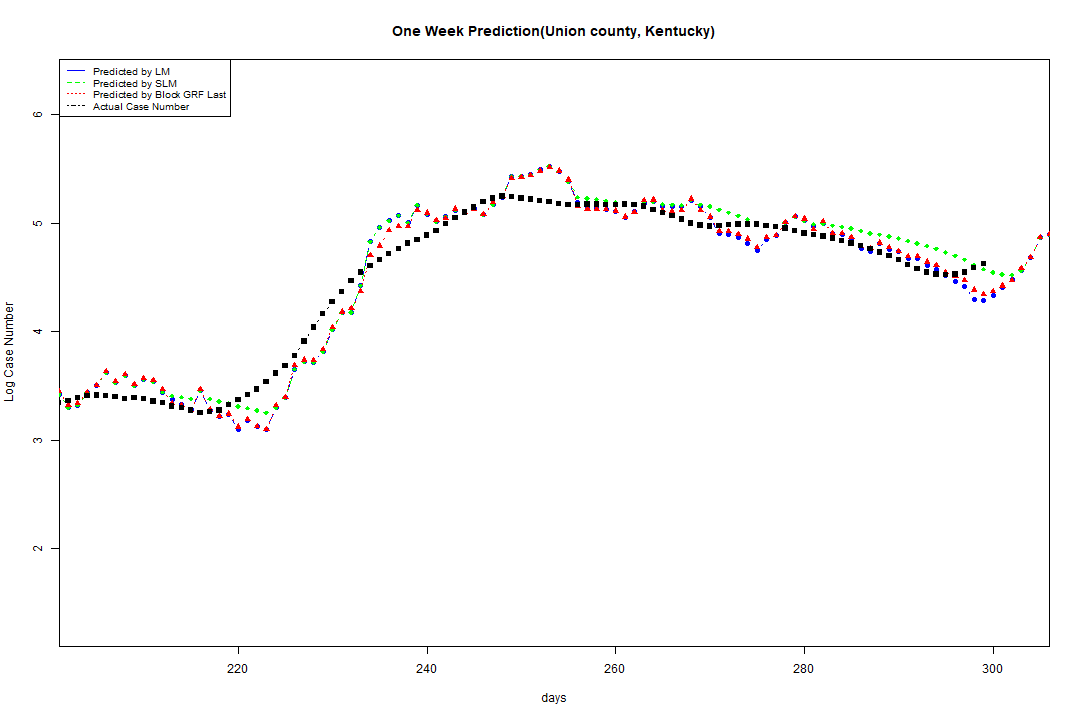 One Week Prediction(Union county, Kentucky)
Predicted by LM
Predicted by SLM
Predicted by Block GRF Last
Actual Case Number
Log Case Number
6
5
4
3
2
220 240 260 280 300
days